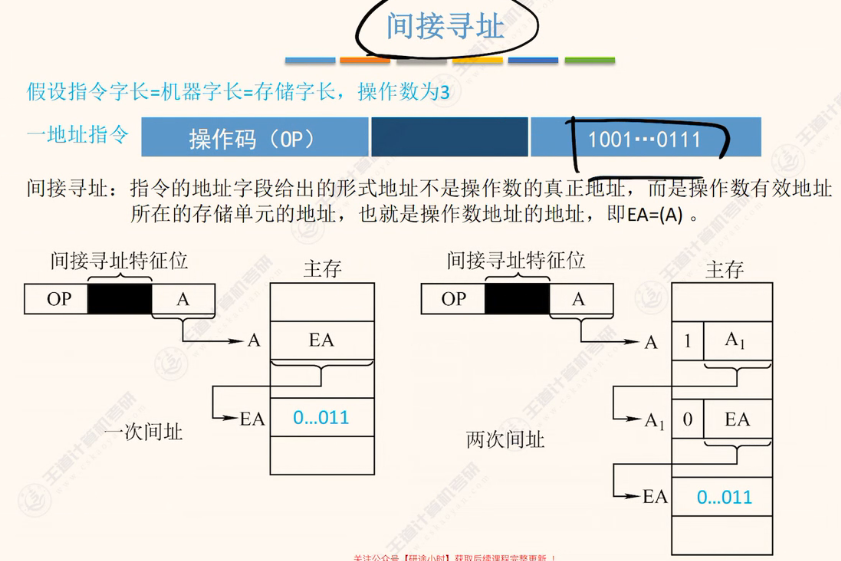 间接寻址
假设指令字长=机器字长=存储字长，操作数为3
一地址指令 操作码（OP） 1001…0111
间接寻址：指令的地址字段给出的形式地址不是操作数的真正地址，而是操作数有效地址
所在的存储单元的地址，也就是操作数地址的地址，即EA=(A) 。
间接寻址特征位
主存
OP
A
A
EA
EA
0…011
一次间址
间接寻址特征位
主存
OP
A
A
1
A1
A1
0
EA
两次间址
EA
0…011
王道计算机考研
关注公众号【研途小时】获取后续课程完整更新 ！